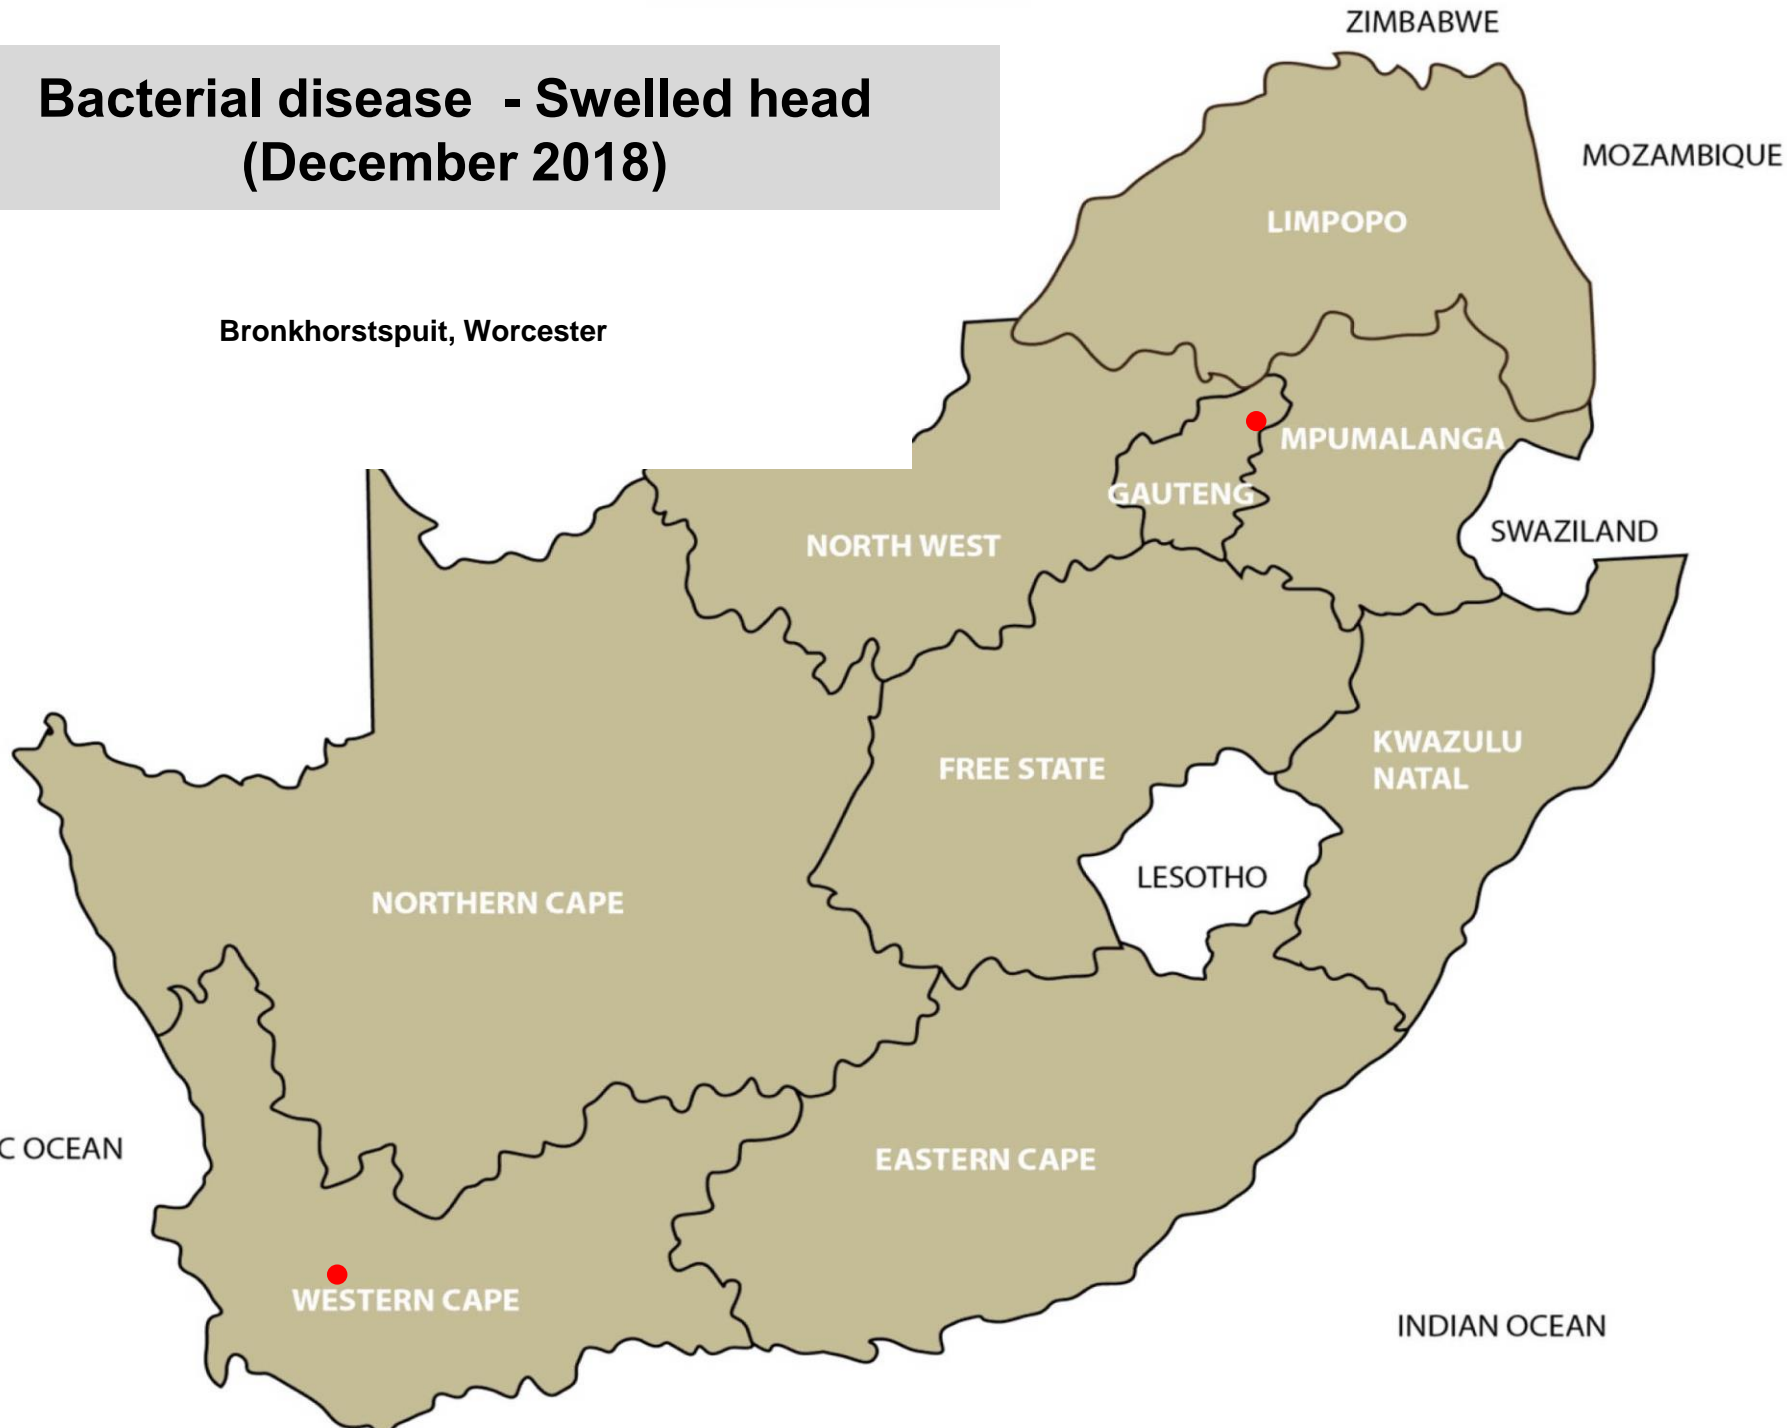 ZIMBABWE
Bacterial disease - Swelled head
(December 2018)
MOZAMBIQUE
LIMPOPO
Bronkhorstspuit, Worcester
MPUMALANGA
GAUTENG
SWAZILAND
NORTH WEST
KWAZULU
NATAL
FREE STATE
LESOTHO
NORTHERN CAPE
C OCEAN
EASTERN CAPE
WESTERN CAPE
INDIAN OCEAN